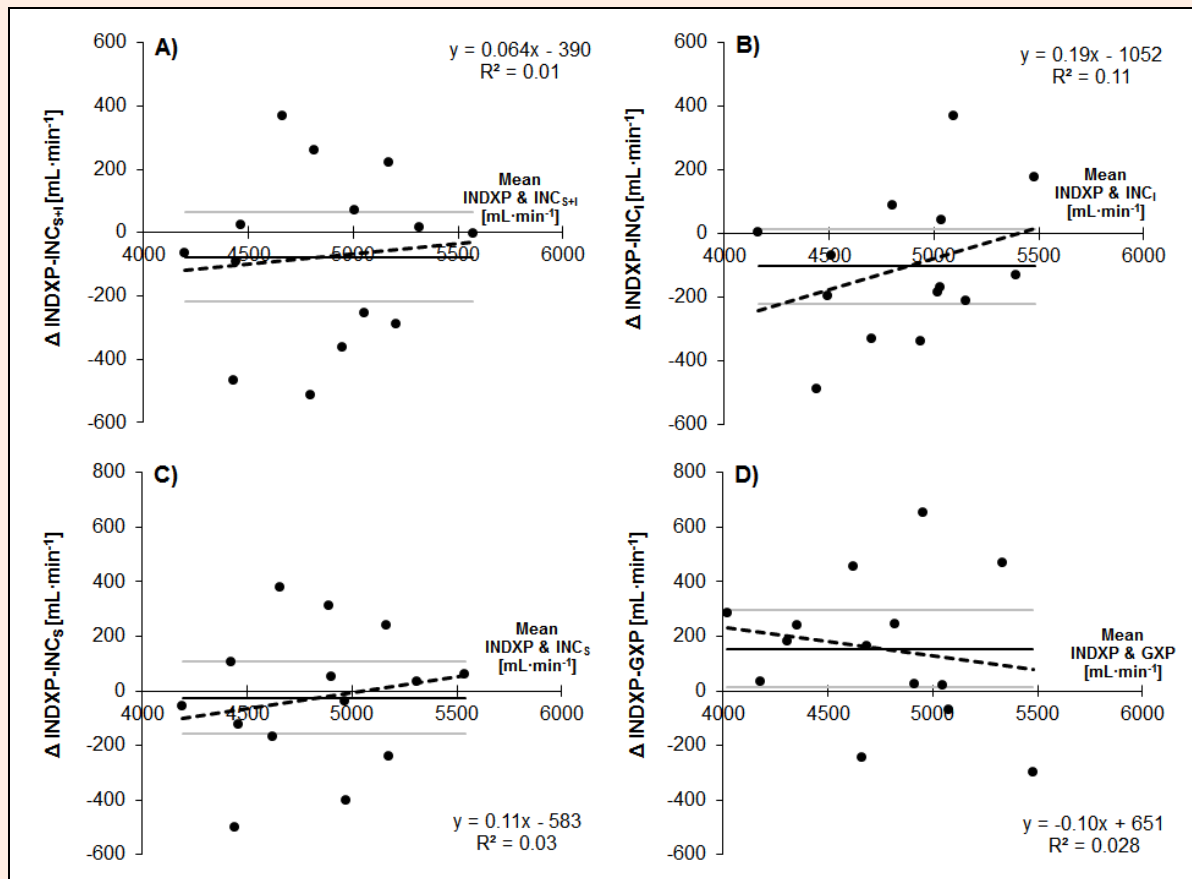 A)
y = 0.064x - 390
R² = 0.01
600
400
200
0
-200
-400
-600
4000
4500
5000
5500
6000
Δ INDXP-INCS+I [mL·min-1]
Mean
INDXP & INCS+I
[mL·min-1]
B)
y = 0.19x - 1052
R² = 0.11
600
400
200
0
-200
-400
-600
4000
4500
5000
5500
6000
Δ INDXP-INCI [mL·min-1]
Mean
INDXP & INCI
[mL·min-1]
C)
800
600
400
200
0
-200
-400
-600
4000
4500
5000
5500
6000
Δ INDXP-INCS [mL·min-1]
Mean
INDXP & INCS
[mL·min-1]
y = 0.11x - 583
R² = 0.03
D)
800
600
400
200
0
-200
-400
-600
4000
4500
5000
5500
6000
Δ INDXP-GXP [mL·min-1]
Mean
INDXP & GXP
[mL·min-1]
y = -0.10x + 651
R² = 0.028